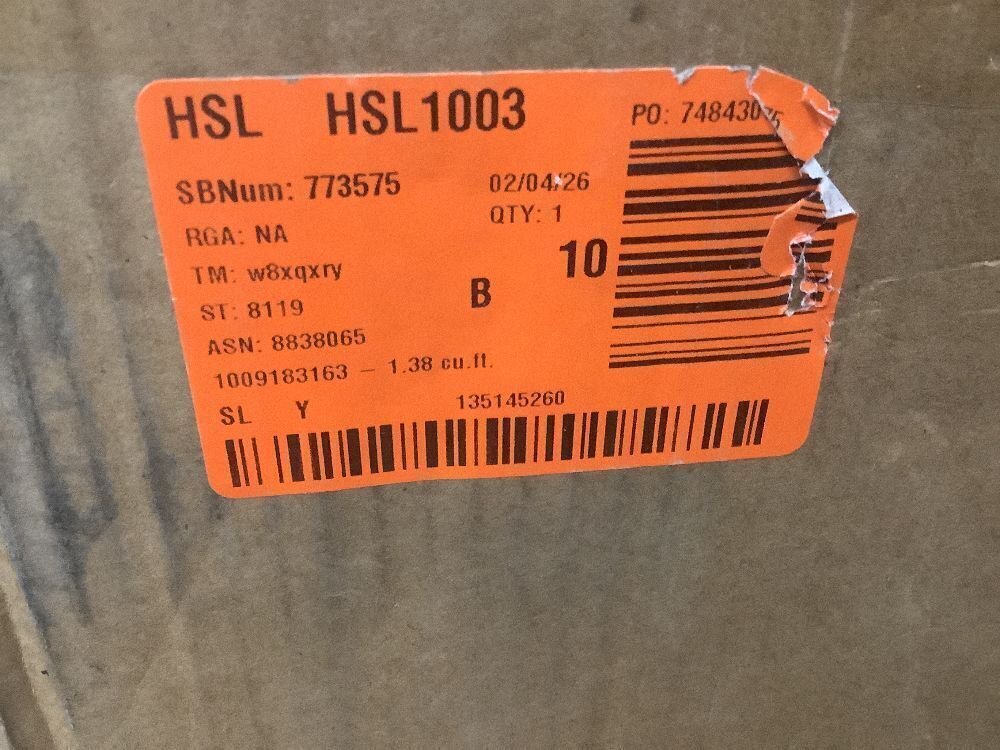 HSL HSL1003
PO: 74843075
SBNum: 773575
02/04/26
RGA: NA
QTY: 1
TM: w8xqxry
10
ST: 8119
B
ASN: 8838065
1009183163 – 1.38 cu.ft.
SL Y 135145260